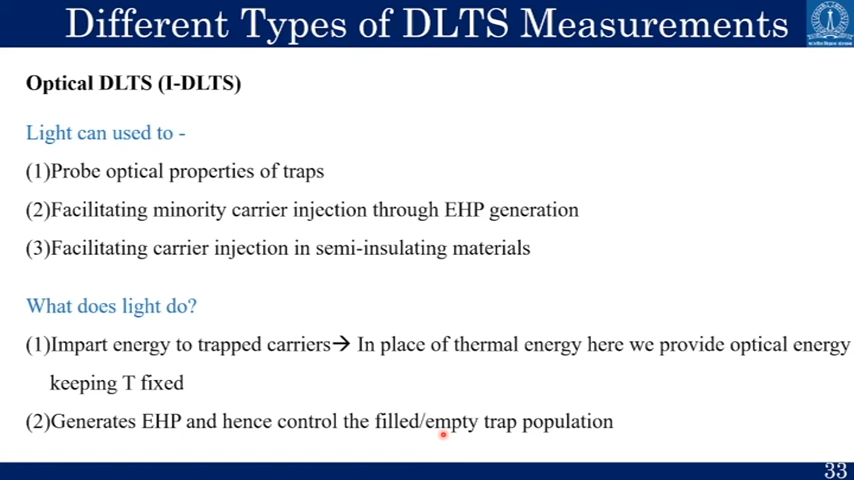 Different Types of DLTS Measurements
Optical DLTS (I-DLTS)
Light can used to -
(1)Probe optical properties of traps
(2)Facilitating minority carrier injection through EHP generation
(3)Facilitating carrier injection in semi-insulating materials
What does light do?
(1)Impart energy to trapped carriers→ In place of thermal energy here we provide optical energy
keeping T fixed
(2)Generates EHP and hence control the filled/empty trap population
33